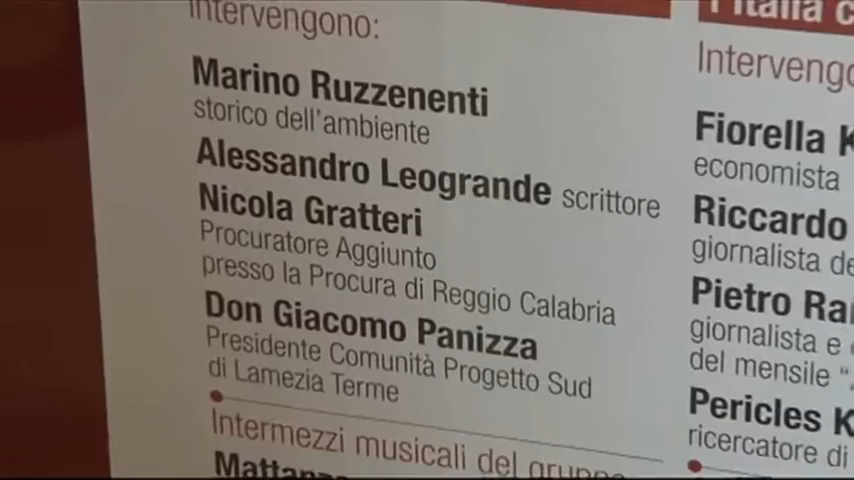 Intervengono:
Marino Ruzzenenti
storico dell'ambiente
Alessandro Leogrande scrittore
Nicola Gratteri
Procuratore Aggiunto
presso la Procura di Reggio Calabria
Don Giacomo Panizza
Presidente Comunità Progetto Sud
di Lamezia Terme
Intermezzi musicali del gruppo
l'Italia
Fiorella
economista
Riccardo
giornalista
Pietro
giornalista e
del mensile "
Pericles
ricercatore di